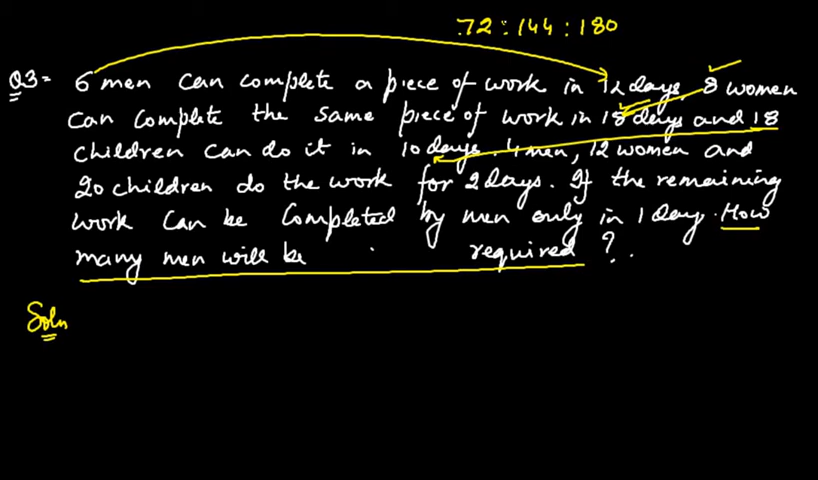 72 : 144 : 180
Q3= 6 men can complete a piece of work in 12 days. 8 women
can complete the same piece of work in 18 days and 18
children can do it in 10 days. 4 men, 12 women and
20 children do the work for 2 days. If the remaining
work can be completed by men only in 1 day. How
many men will be required ?.
Soln